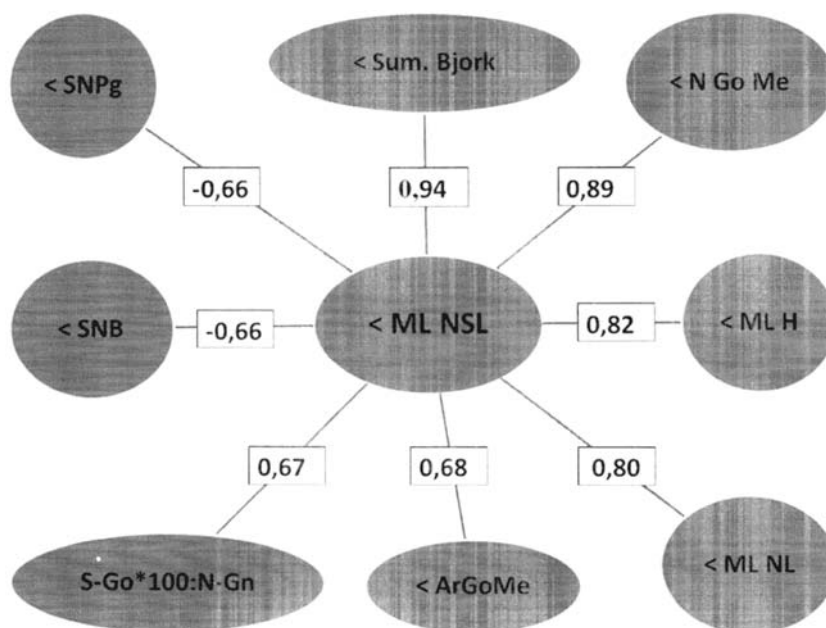 < SNPg
< Sum. Bjork
< N Go Me
-0,66
0,94
0,89
< SNB
-0,66
< ML NSL
0,82
< ML H
0,67
0,68
0,80
S-Go*100:N-Gn
< ArGoMe
< ML NL